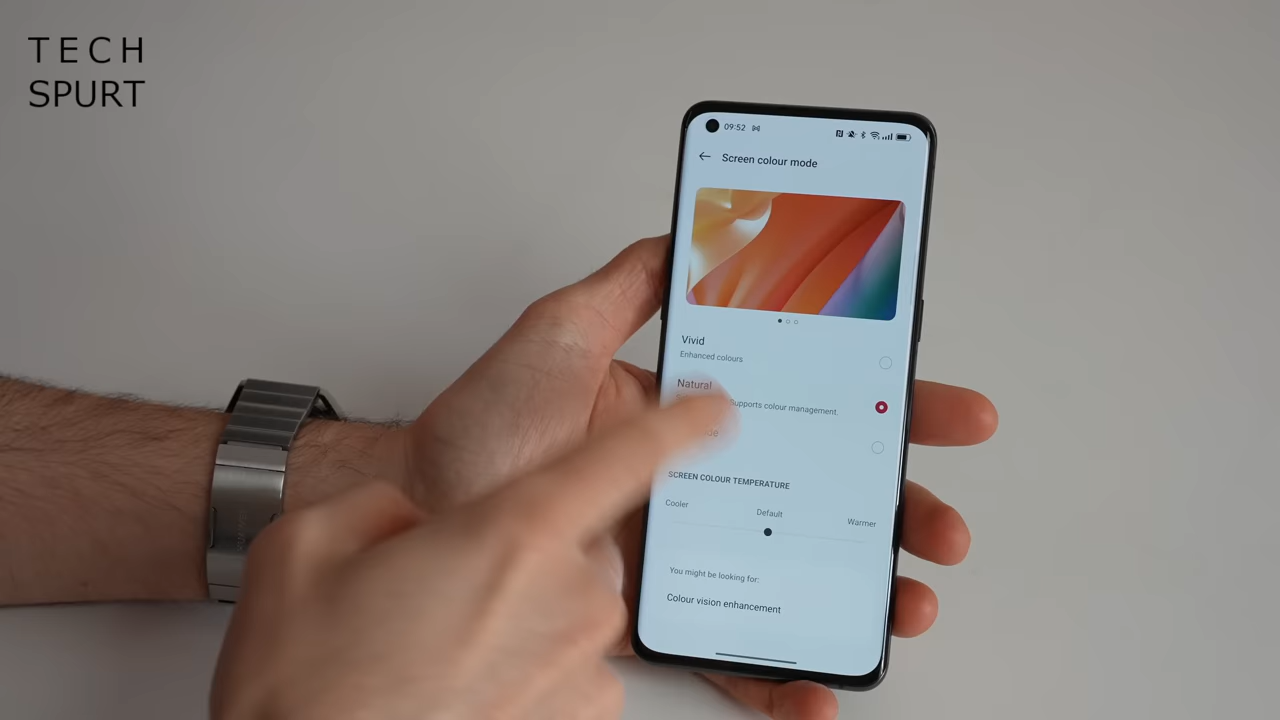 TECH
SPURT
09:52
Screen colour mode
Vivid
Enhanced colours
Natural
Supports colour management.
SCREEN COLOUR TEMPERATURE
Cooler
Default
Warmer
You might be looking for:
Colour vision enhancement